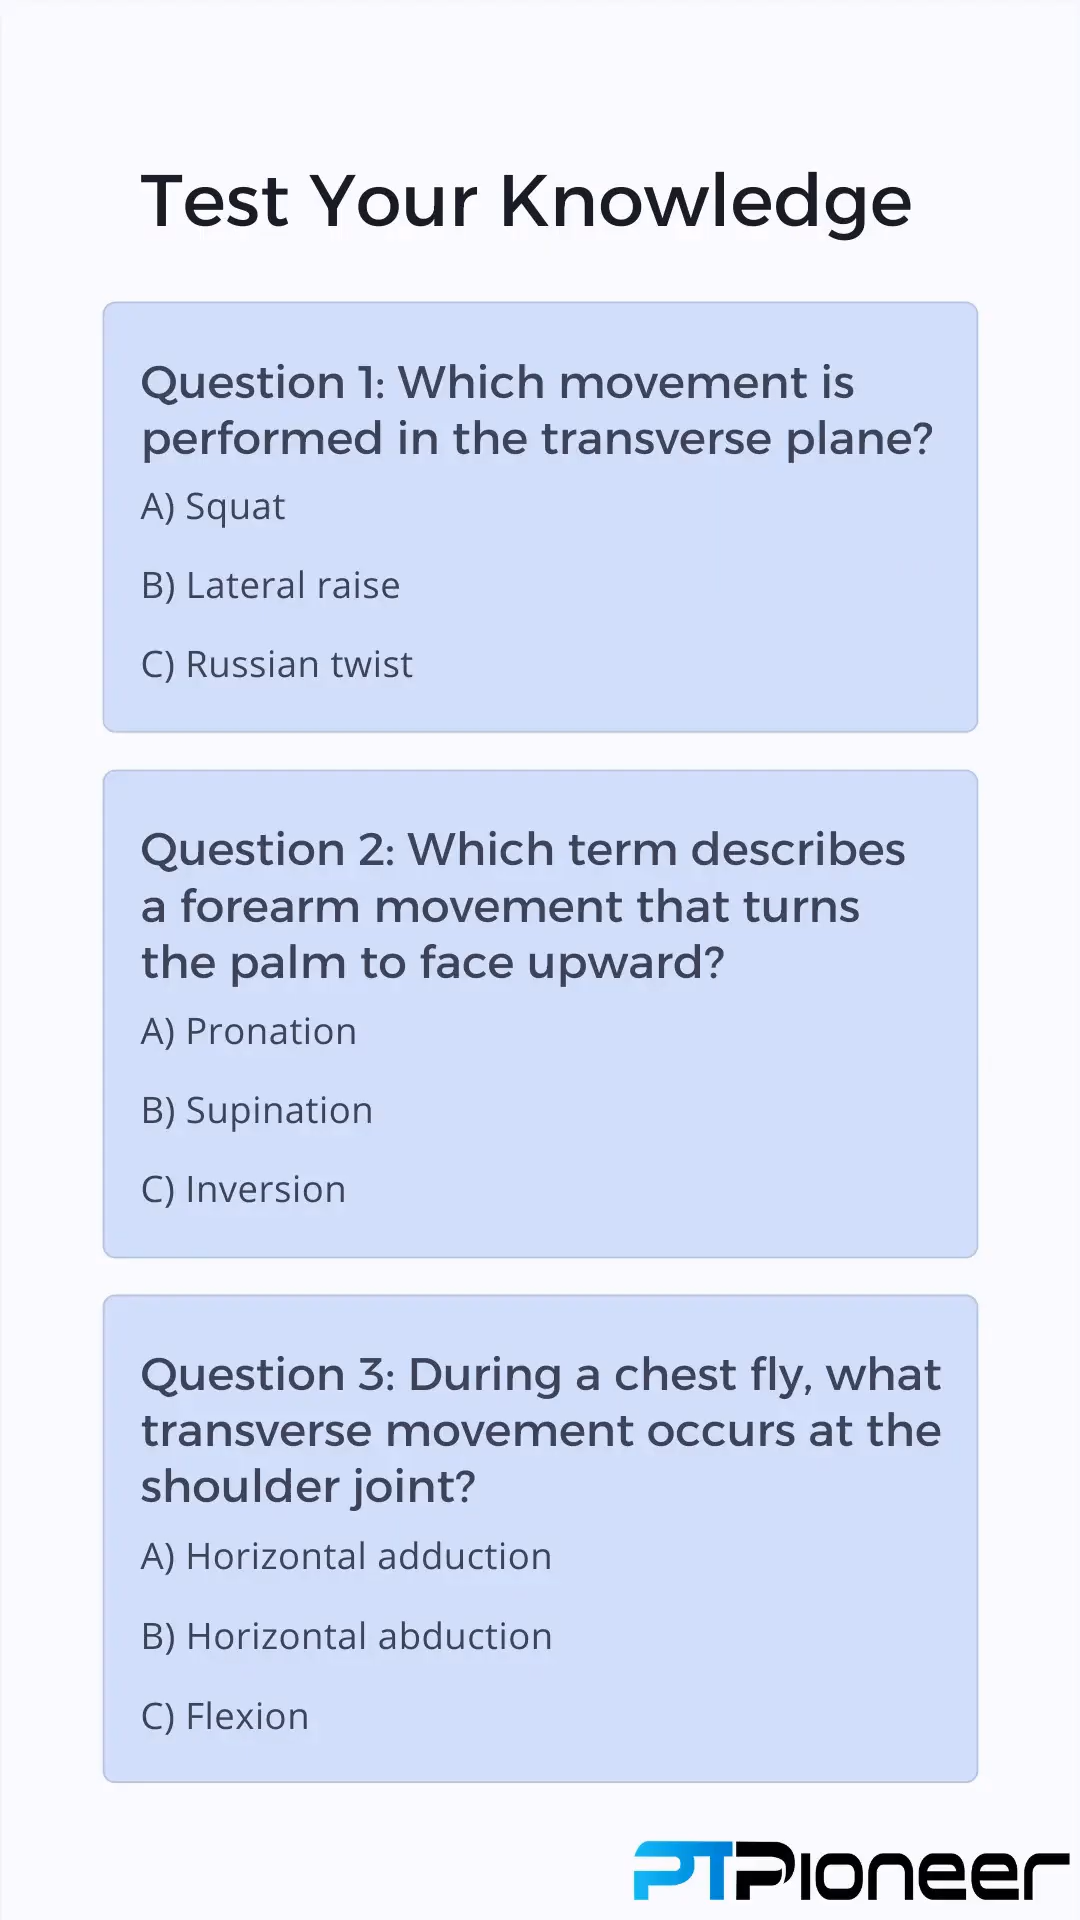 Test Your Knowledge
Question 1: Which movement is
performed in the transverse plane?
A) Squat
B) Lateral raise
C) Russian twist
Question 2: Which term describes
a forearm movement that turns
the palm to face upward?
A) Pronation
B) Supination
C) Inversion
Question 3: During a chest fly, what
transverse movement occurs at the
shoulder joint?
A) Horizontal adduction
B) Horizontal abduction
C) Flexion
PTPioneer